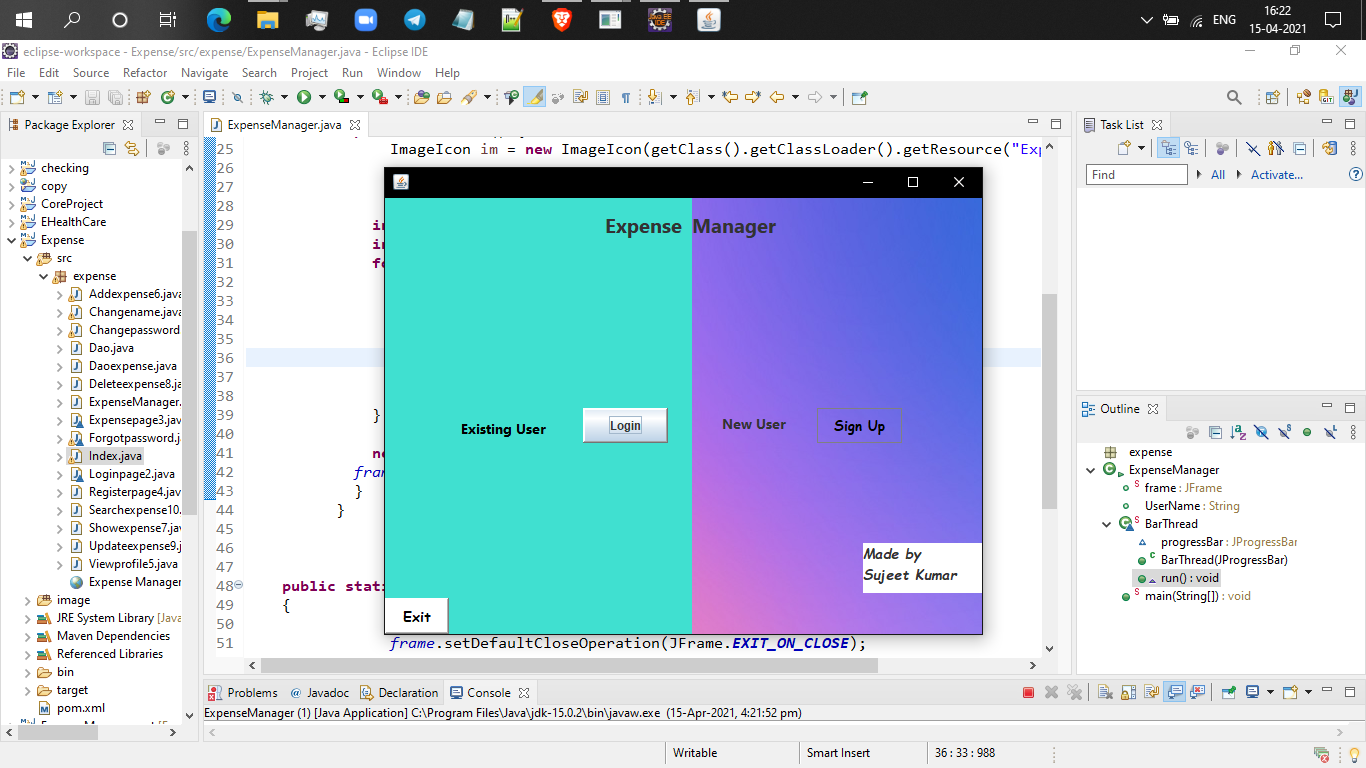 ENG
16:22
15-04-2021
eclipse-workspace - Expense/src/expense/ExpenseManager.java - Eclipse IDE
File Edit Source Refactor Navigate Search Project Run Window Help
Package Explorer
checking
copy
CoreProject
EHealthCare
Expense
src
expense
Addexpense6.java
Changename.java
Changepassword
Dao.java
Daoexpense.java
Deleteexpense8.ja
ExpenseManager.
Expensepage3.jav
Forgotpassword.ja
Index.java
Loginpage2.java
Registerpage4.java
Searchexpense10.
Showexpense7.jav
Updateexpense9.j
Viewprofile5.java
Expense Manager
image
JRE System Library [Java
Maven Dependencies
Referenced Libraries
bin
target
pom.xml
ExpenseManager.java
25 ImageIcon im = new ImageIcon(getClass().getClassLoader().getResource("Exp
26
27
28
29 in
30 in
31 fo
32
33
34
35
36
37
38
39 }
40
41 ne
42 fram
43 }
44 }
45
46
47
48 public stati
49 {
50
51 frame.setDefaultCloseOperation(JFrame.EXIT_ON_CLOSE);
Expense Manager
Existing User
Login
New User
Sign Up
Made by
Sujeet Kumar
Exit
Task List
Find
All
Activate...
Outline
expense
ExpenseManager
frame : JFrame
UserName : String
BarThread
progressBar : JProgressBar
BarThread(JProgressBar)
run() : void
main(String[]) : void
Problems @ Javadoc Declaration Console
ExpenseManager (1) [Java Application] C:\Program Files\Java\jdk-15.0.2\bin\javaw.exe (15-Apr-2021, 4:21:52 pm)
Writable
Smart Insert
36 : 33 : 988